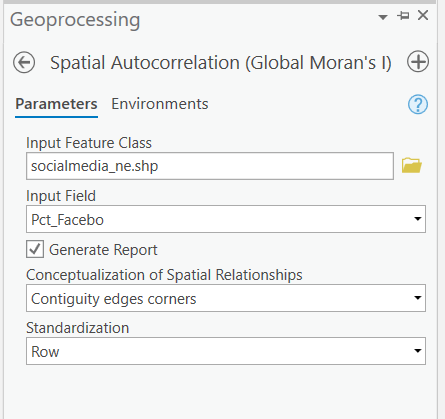 Geoprocessing
Spatial Autocorrelation (Global Moran's I)
Parameters Environments
Input Feature Class
socialmedia_ne.shp
Input Field
Pct_Facebo
Generate Report
Conceptualization of Spatial Relationships
Contiguity edges corners
Standardization
Row